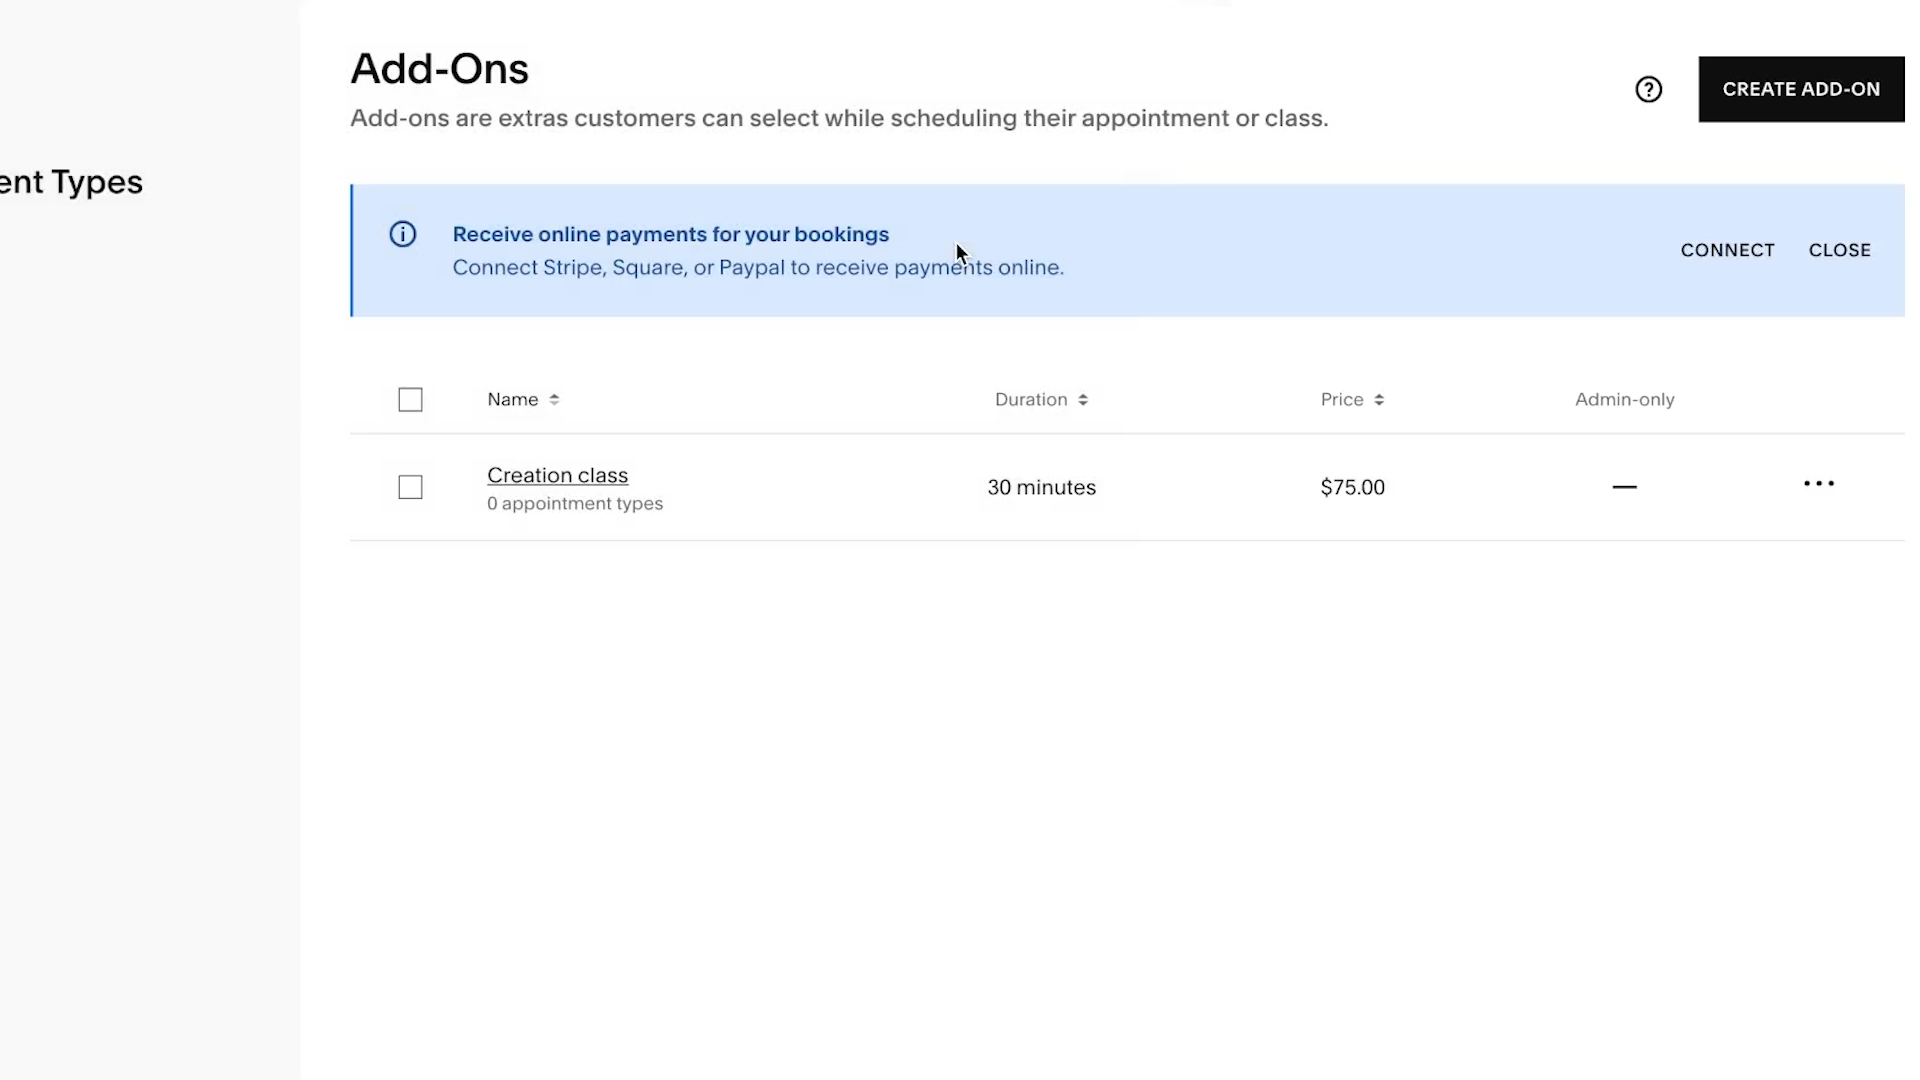 Add-Ons
Add-ons are extras customers can select while scheduling their appointment or class.
CREATE ADD-ON
ent Types
Receive online payments for your bookings
Connect Stripe, Square, or Paypal to receive payments online.
CONNECT CLOSE
Name Duration Price Admin-only
Creation class
0 appointment types
30 minutes $75.00 —